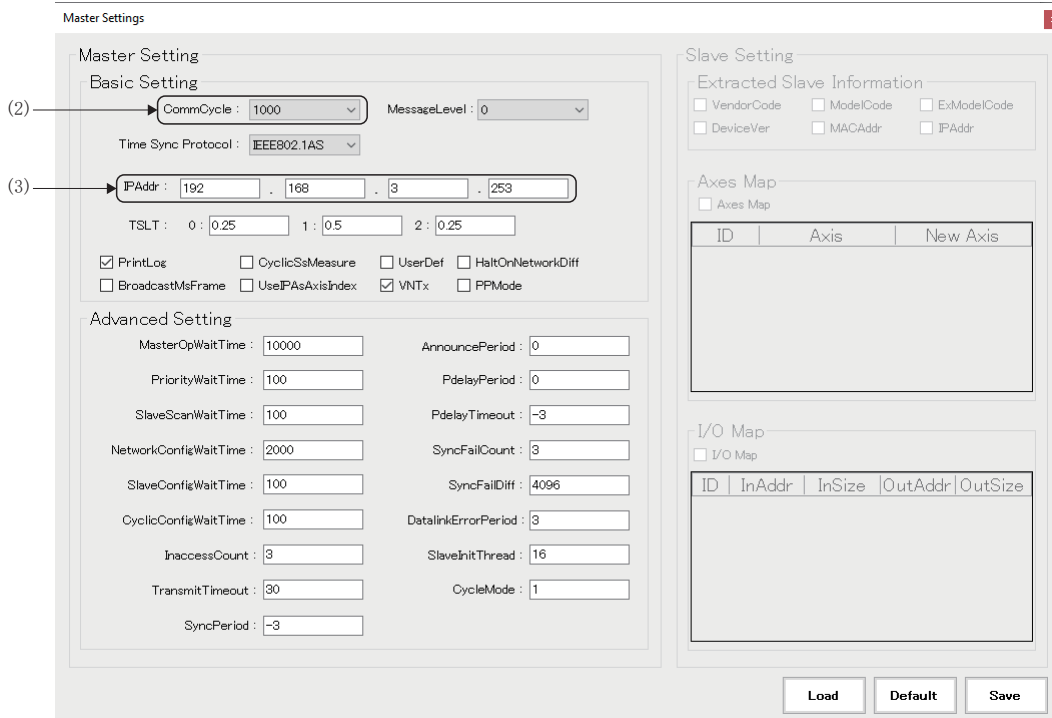 Master Settings
Master Setting
Basic Setting
(2)
CommCycle : 1000
MessageLevel : 0
Time Sync Protocol : IEEE802.1AS
(3)
IPAddr : 192 . 168 . 3 . 253
TSLT : 0 : 0.25 1 : 0.5 2 : 0.25
PrintLog CyclicSsMeasure UserDef HaltOnNetworkDiff
BroadcastMsFrame UseIPAsAxisIndex VNTx PPMode
Advanced Setting
MasterOpWaitTime : 10000
PriorityWaitTime : 100
SlaveScanWaitTime : 100
NetworkConfigWaitTime : 2000
SlaveConfigWaitTime : 100
CyclicConfigWaitTime : 100
InaccessCount : 3
TransmitTimeout : 30
SyncPeriod : -3
AnnouncePeriod : 0
PdelayPeriod : 0
PdelayTimeout : -3
SyncFailCount : 3
SyncFailDiff : 4096
DatalinkErrorPeriod : 3
SlaveInitThread : 16
CycleMode : 1
Slave Setting
Extracted Slave Information
VendorCode ModelCode ExModelCode
DeviceVer MACAddr IPAddr
Axes Map
Axes Map
ID Axis New Axis
I/O Map
I/O Map
ID InAddr InSize OutAddr OutSize
Load Default Save